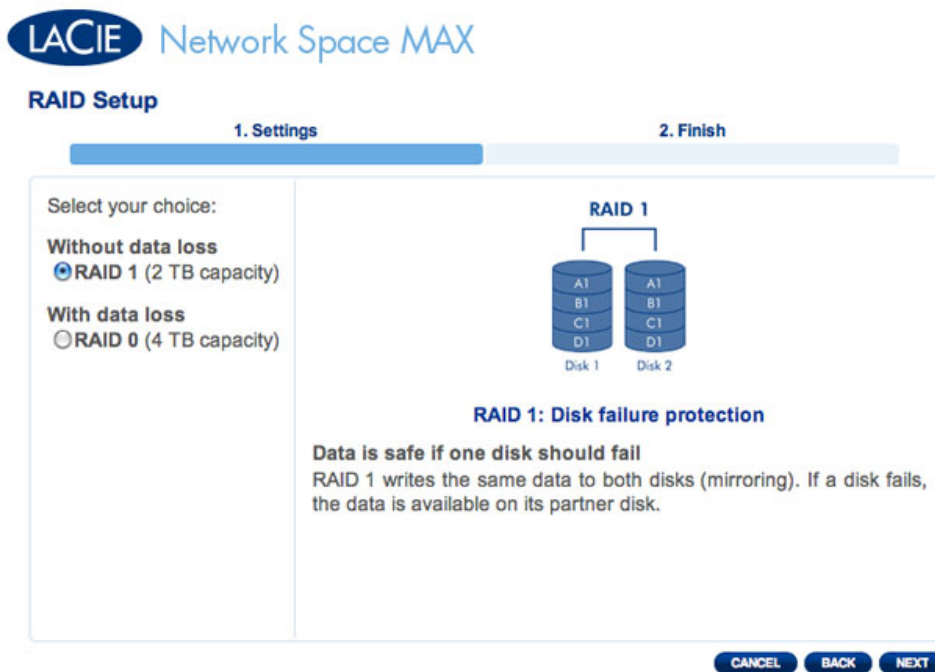 LACIE Network Space MAX
RAID Setup
1. Settings 2. Finish
Select your choice:
Without data loss
RAID 1 (2 TB capacity)
With data loss
RAID 0 (4 TB capacity)
RAID 1
A1 A1
B1 B1
C1 C1
D1 D1
Disk 1 Disk 2
RAID 1: Disk failure protection
Data is safe if one disk should fail
RAID 1 writes the same data to both disks (mirroring). If a disk fails,
the data is available on its partner disk.
CANCEL BACK NEXT